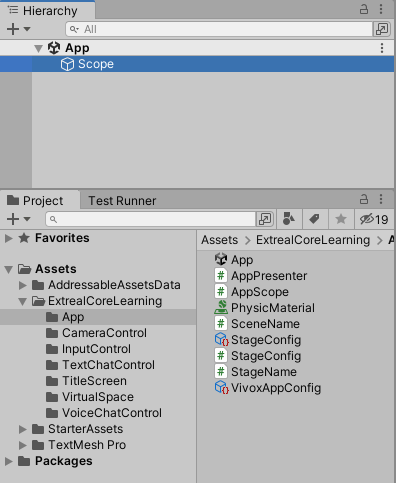 Hierarchy
All
App
Scope
Project Test Runner
19
Favorites
Assets
AddressableAssetsData
ExtrealCoreLearning
App
CameraControl
InputControl
TextChatControl
TitleScreen
VirtualSpace
VoiceChatControl
StarterAssets
TextMesh Pro
Packages
Assets ExtrealCoreLearning
App
AppPresenter
AppScope
PhysicMaterial
SceneName
StageConfig
StageConfig
StageName
VivoxAppConfig